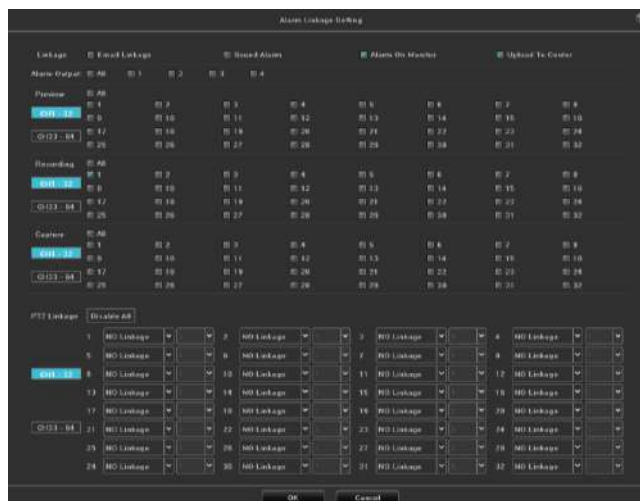 Alarm Linkage Setting
Linkage Email Linkage Sound Alarm Alarm On Monitor Upload To Center
Alarm Output All 1 2 3 4
Preview All
CH1 - 32 1 2 3 4 5 6 7 8
9 10 11 12 13 14 15 16
CH33 - 64 17 18 19 20 21 22 23 24
25 26 27 28 29 30 31 32
Recording All
CH1 - 32 1 2 3 4 5 6 7 8
9 10 11 12 13 14 15 16
CH33 - 64 17 18 19 20 21 22 23 24
25 26 27 28 29 30 31 32
Capture All
CH1 - 32 1 2 3 4 5 6 7 8
9 10 11 12 13 14 15 16
CH33 - 64 17 18 19 20 21 22 23 24
25 26 27 28 29 30 31 32
PTZ Linkage Disable All
1 NO Linkage 2 NO Linkage 3 NO Linkage 4 NO Linkage
5 NO Linkage 6 NO Linkage 7 NO Linkage 8 NO Linkage
CH1 - 32 9 NO Linkage 10 NO Linkage 11 NO Linkage 12 NO Linkage
13 NO Linkage 14 NO Linkage 15 NO Linkage 16 NO Linkage
17 NO Linkage 18 NO Linkage 19 NO Linkage 20 NO Linkage
CH33 - 64 21 NO Linkage 22 NO Linkage 23 NO Linkage 24 NO Linkage
25 NO Linkage 26 NO Linkage 27 NO Linkage 28 NO Linkage
29 NO Linkage 30 NO Linkage 31 NO Linkage 32 NO Linkage
OK Cancel